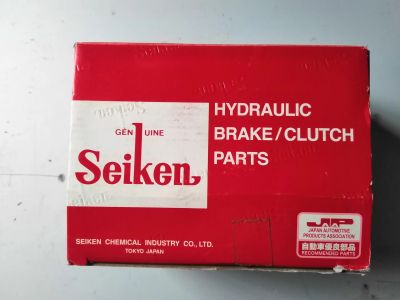 GENUINE
Seiken
HYDRAULIC
BRAKE/CLUTCH
PARTS
SEIKEN CHEMICAL INDUSTRY CO., LTD.
TOKYO JAPAN
JAP
JAPAN AUTOMOTIVE
PRODUCTS ASSOCIATION
自動車優良部品
RECOMMENDED PARTS